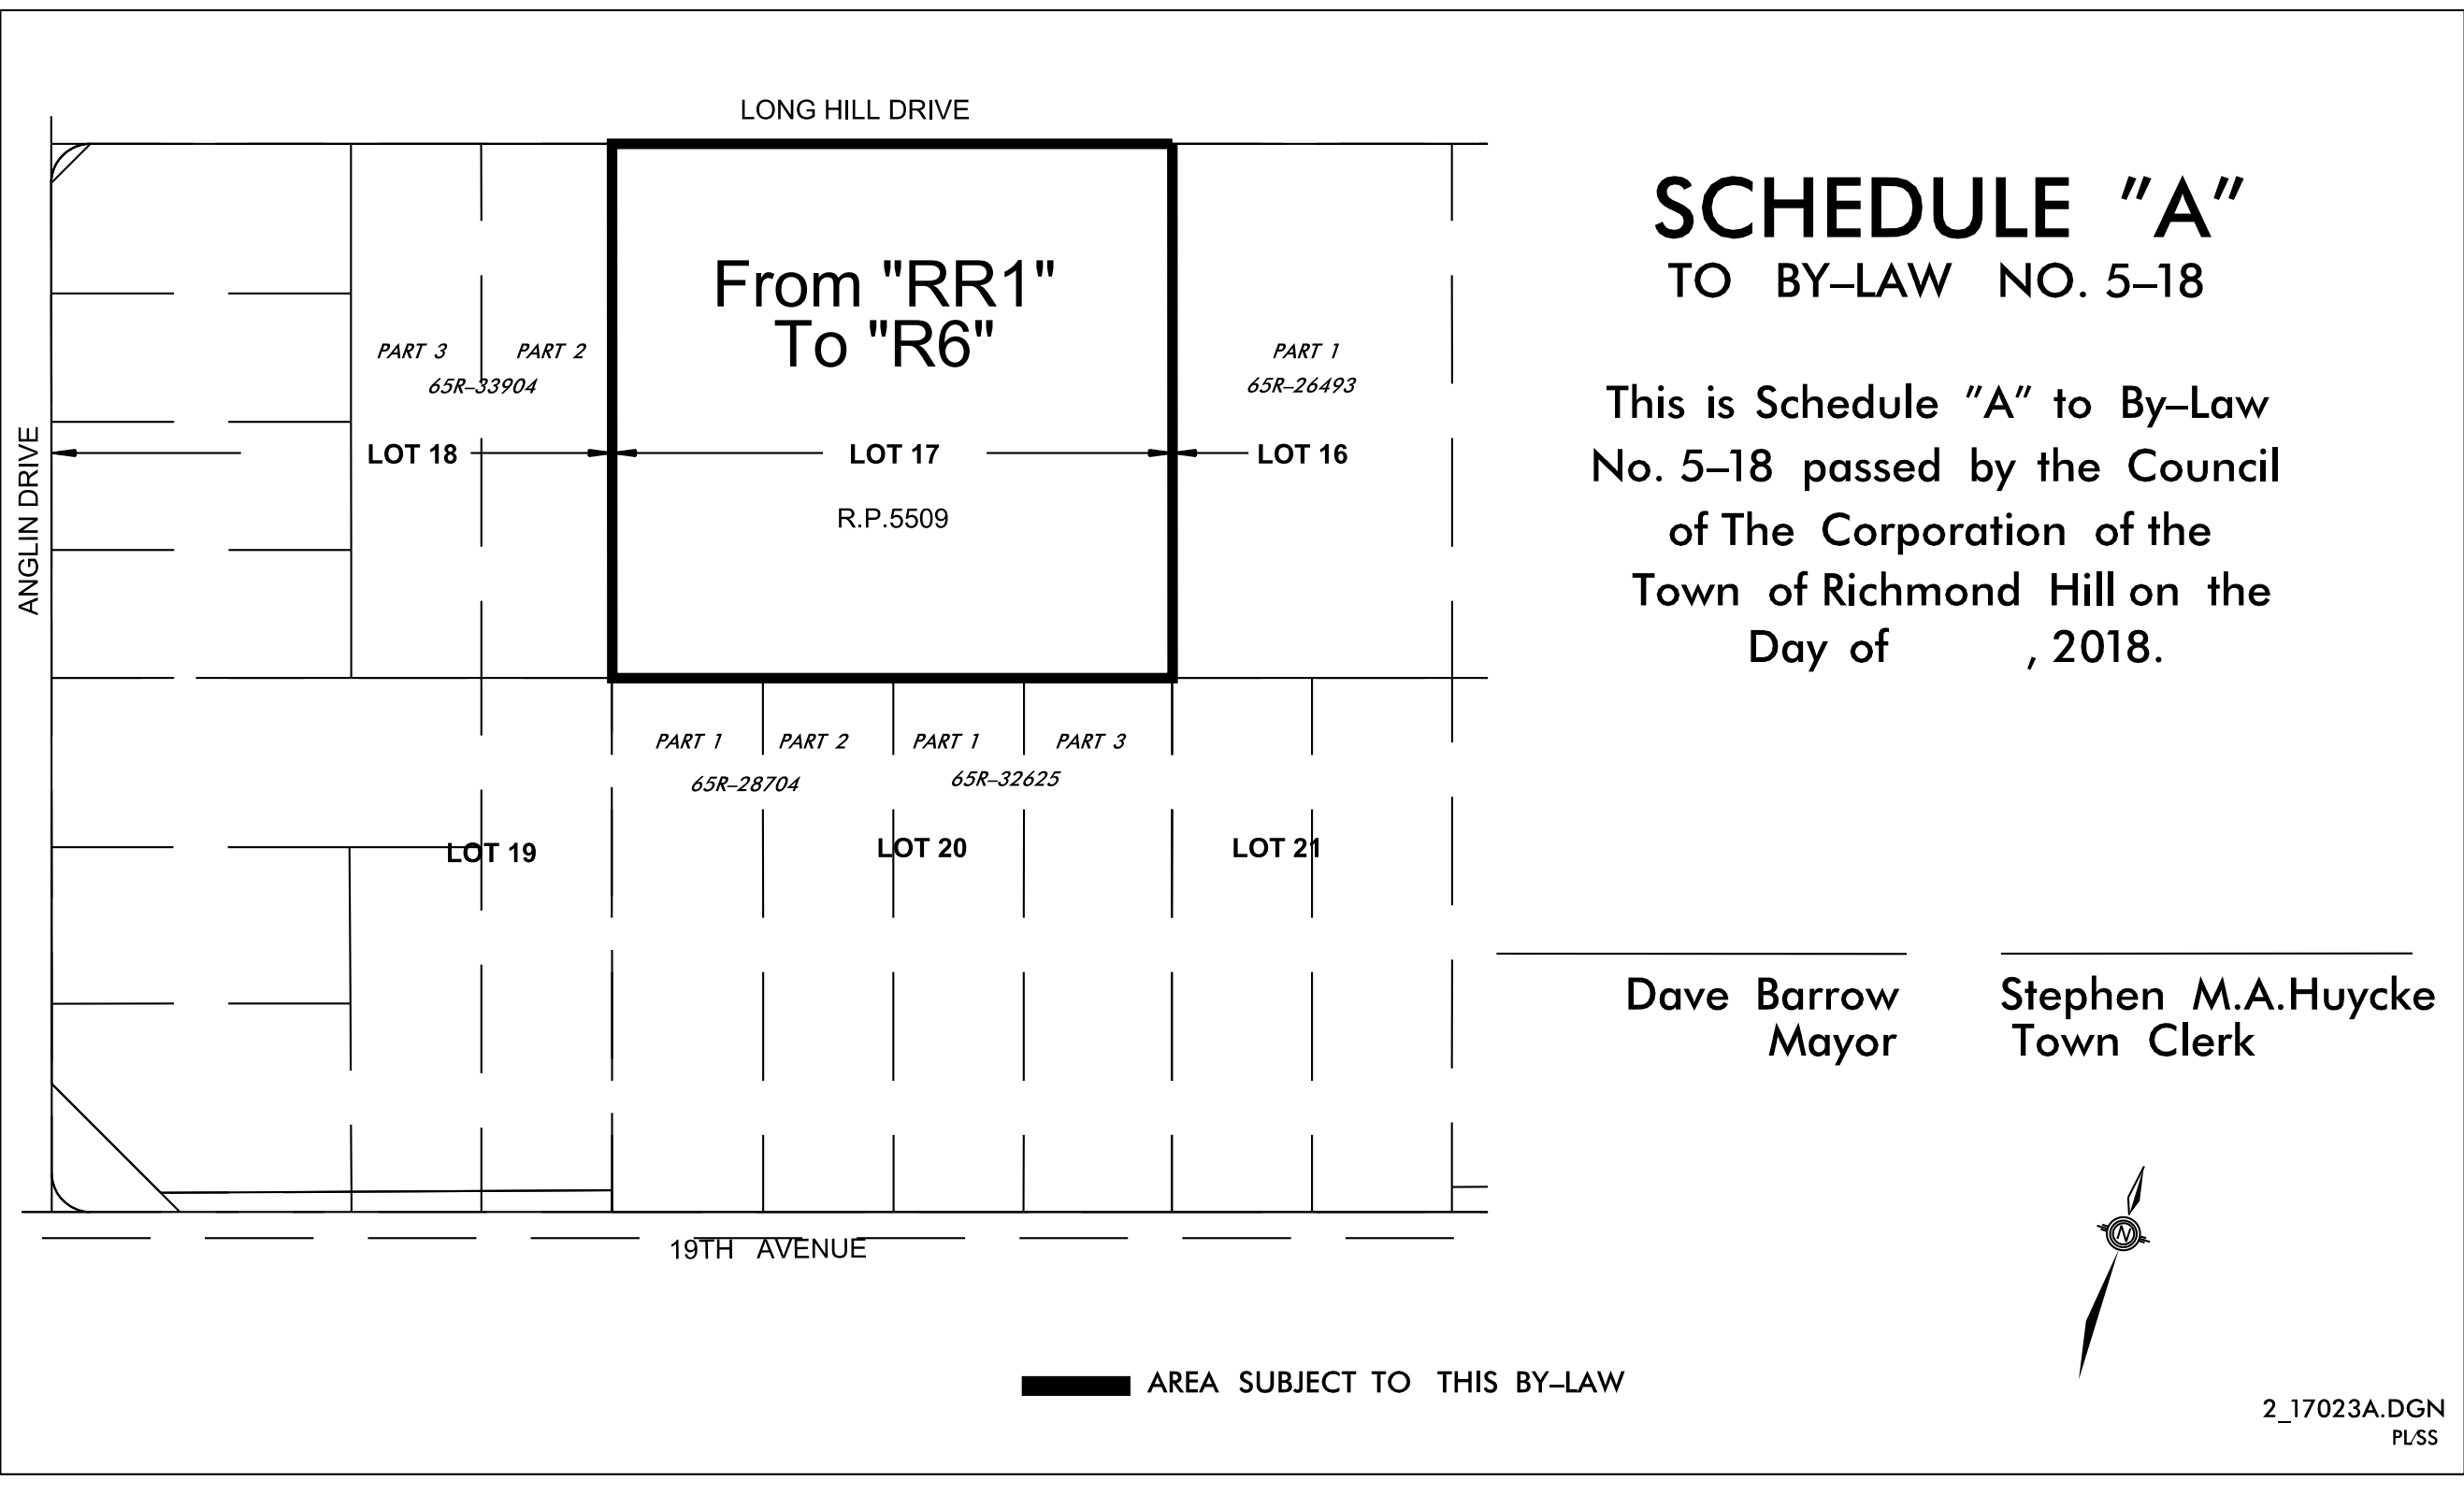 LONG HILL DRIVE
ANGLIN DRIVE
From "RR1"
To "R6"
PART 3 PART 2
65R–33904
PART 1
65R–26493
LOT 18
LOT 17
LOT 16
R.P.5509
PART 1 PART 2 PART 1 PART 3
65R–28704
65R–32625
LOT 19
LOT 20
LOT 21
19TH AVENUE
SCHEDULE "A"
TO BY–LAW NO. 5–18
This is Schedule "A" to By–Law
No. 5–18 passed by the Council
of The Corporation of the
Town of Richmond Hill on the
Day of , 2018.
Dave Barrow
Mayor
Stephen M.A.Huycke
Town Clerk
N
AREA SUBJECT TO THIS BY–LAW
2_17023A.DGN
PL/SS